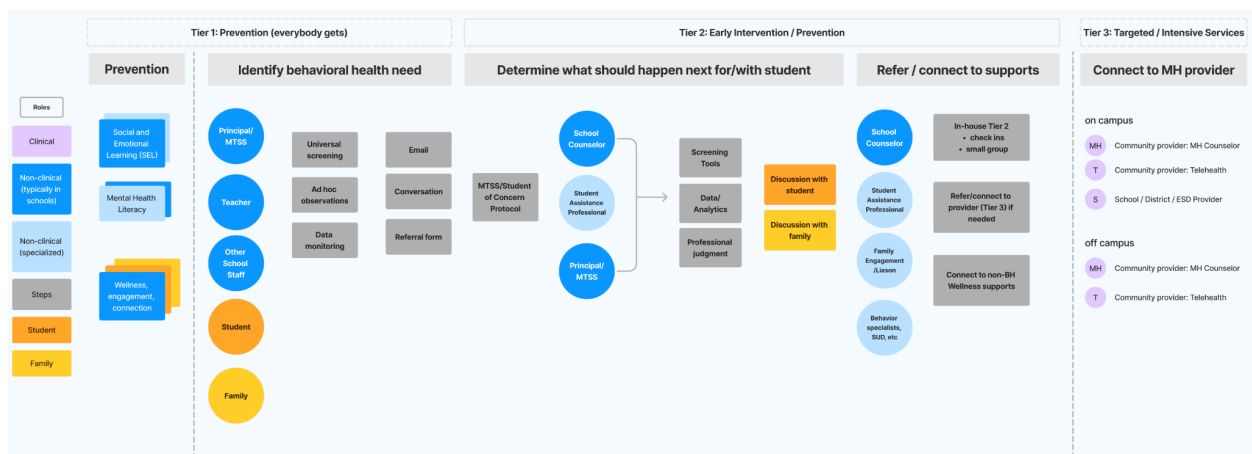 Tier 1: Prevention (everybody gets)
Tier 2: Early Intervention / Prevention
Tier 3: Targeted / Intensive Services
Prevention
Identify behavioral health need
Determine what should happen next for/with student
Refer / connect to supports
Connect to MH provider
Roles
Clinical
Non-clinical
(typically in
schools)
Non-clinical
(specialized)
Steps
Student
Family
Social and
Emotional
Learning (SEL)
Mental Health
Literacy
Wellness,
engagement,
connection
Principal/
MTSS
Teacher
Other
School
Staff
Student
Family
Universal
screening
Ad hoc
observations
Data
monitoring
Email
Conversation
Referral form
MTSS/Student
of Concern
Protocol
School
Counselor
Student
Assistance
Professional
Principal/
MTSS
Screening
Tools
Data/
Analytics
Professional
judgment
Discussion with
student
Discussion with
family
School
Counselor
Student
Assistance
Professional
Family
Engagement
/Liason
Behavior
specialists,
SUD, etc
In-house Tier 2
• check ins
• small group
Refer/connect to
provider (Tier 3) if
needed
Connect to non-BH
Wellness supports
on campus
MH Community provider: MH Counselor
T Community provider: Telehealth
S School / District / ESD Provider
off campus
MH Community provider: MH Counselor
T Community provider: Telehealth